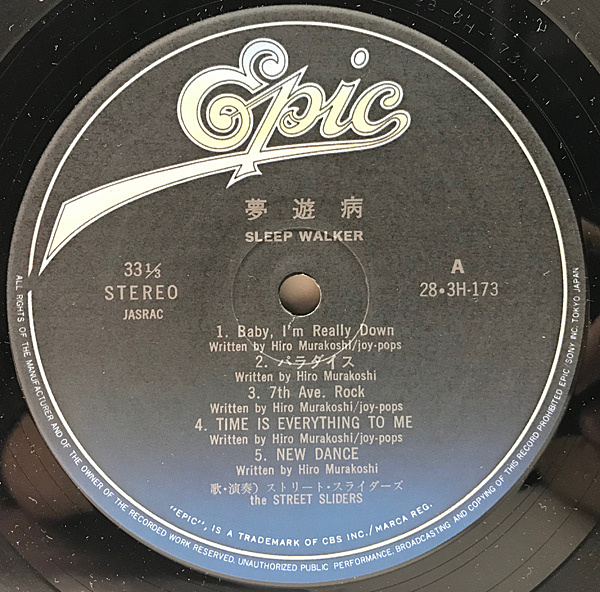 Epic
夢遊病
SLEEP WALKER
33 1/3
STEREO
JASRAC
A
28・3H-173
1. Baby, I'm Really Down
Written by Hiro Murakoshi/joy-pops
2. パラダイス
Written by Hiro Murakoshi
3. 7th Ave. Rock
Written by Hiro Murakoshi/joy-pops
4. TIME IS EVERYTHING TO ME
Written by Hiro Murakoshi/joy-pops
5. NEW DANCE
Written by Hiro Murakoshi
歌・演奏) ストリート・スライダーズ
the STREET SLIDERS
"EPIC", IS A TRADEMARK OF CBS INC./MARCA REG.
ALL RIGHTS OF THE MANUFACTURER AND OF THE OWNER OF THE RECORDED WORK RESERVED. UNAUTHORIZED PUBLIC PERFORMANCE, BROADCASTING AND COPYING OF THIS RECORD PROHIBITED EPIC/SONY INC. TOKYO JAPAN